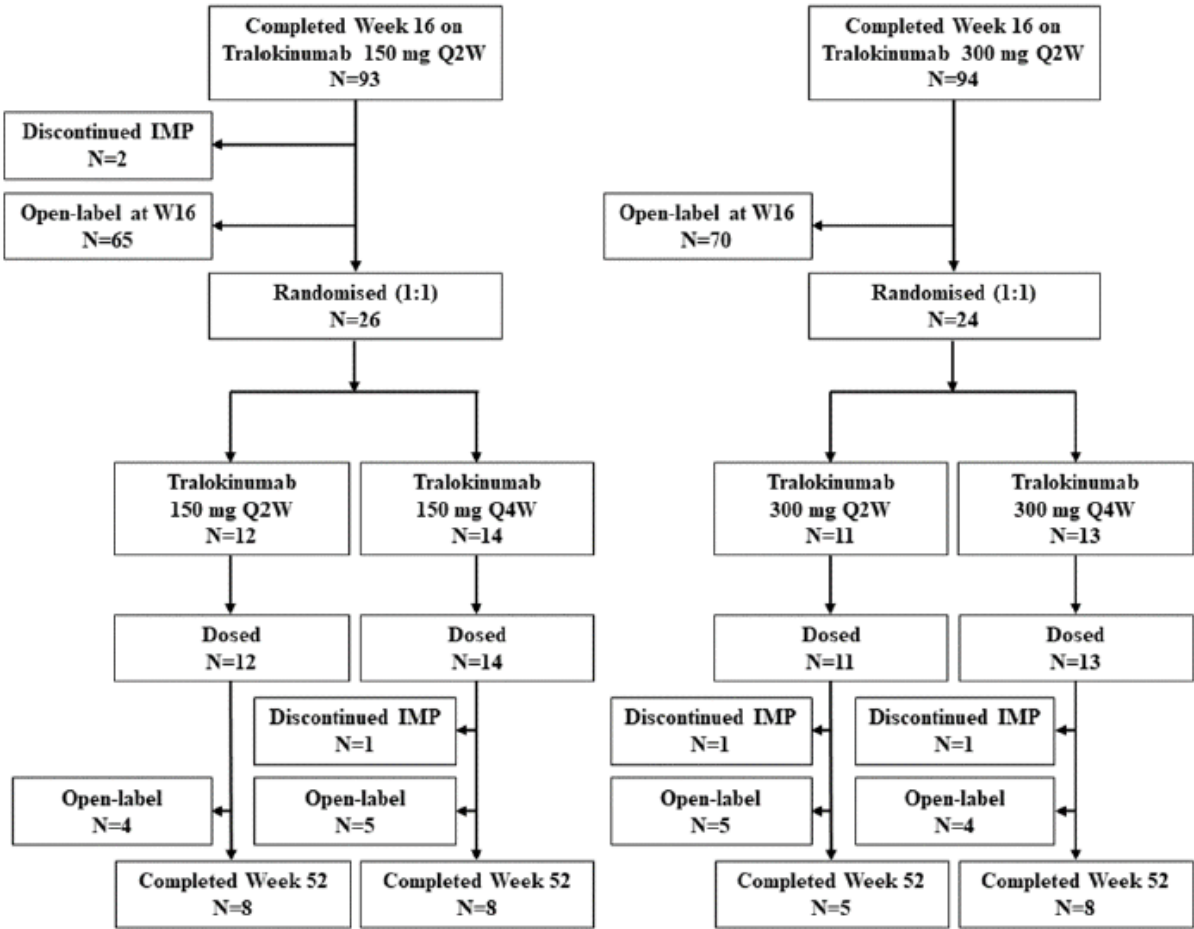 Completed Week 16 on
Tralokinumab 150 mg Q2W
N=93
Discontinued IMP
N=2
Open-label at W16
N=65
Randomised (1:1)
N=26
Tralokinumab
150 mg Q2W
N=12
Tralokinumab
150 mg Q4W
N=14
Dosed
N=12
Dosed
N=14
Discontinued IMP
N=1
Open-label
N=4
Open-label
N=5
Completed Week 52
N=8
Completed Week 52
N=8
Completed Week 16 on
Tralokinumab 300 mg Q2W
N=94
Open-label at W16
N=70
Randomised (1:1)
N=24
Tralokinumab
300 mg Q2W
N=11
Tralokinumab
300 mg Q4W
N=13
Dosed
N=11
Dosed
N=13
Discontinued IMP
N=1
Discontinued IMP
N=1
Open-label
N=5
Open-label
N=4
Completed Week 52
N=5
Completed Week 52
N=8